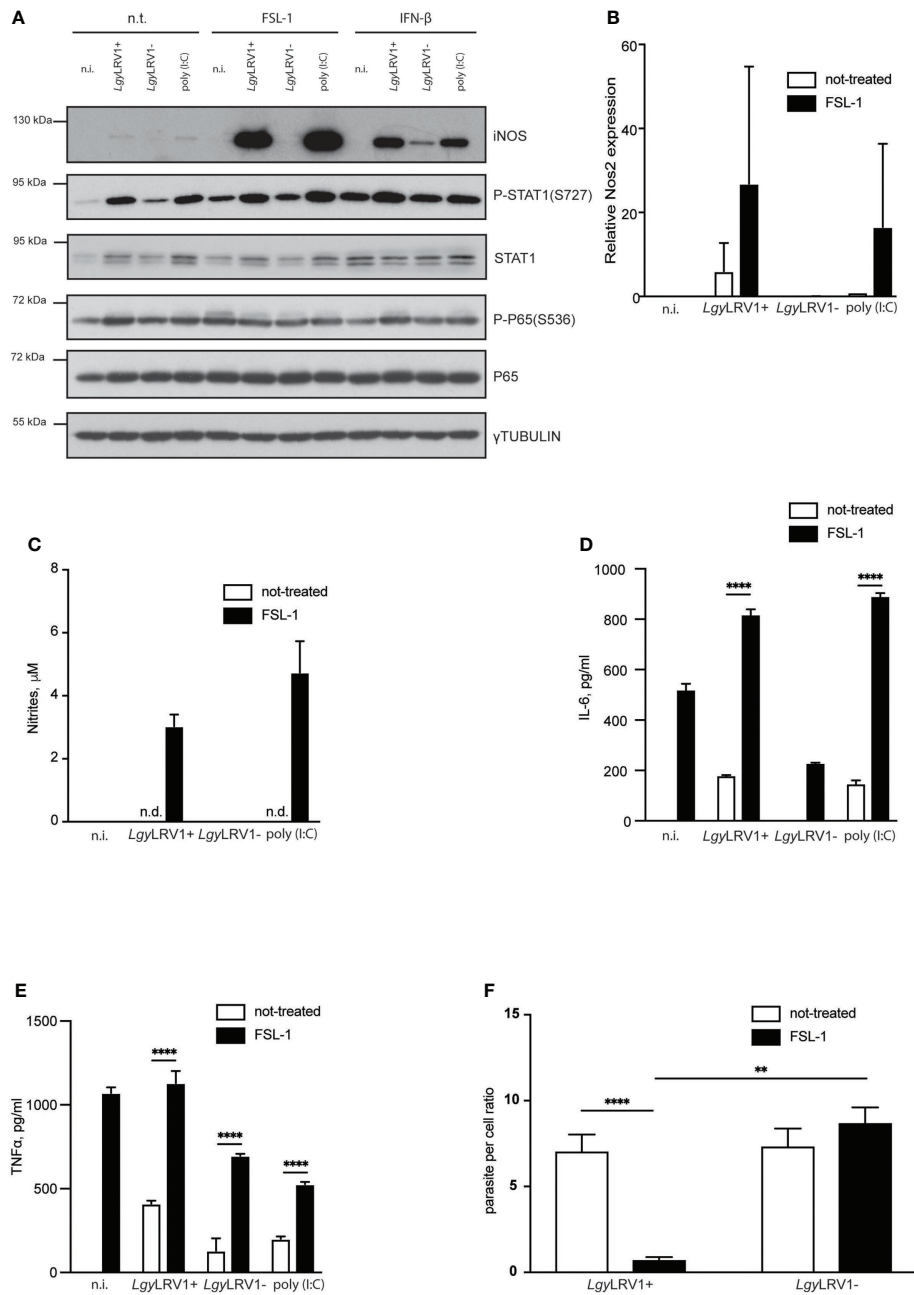 A
n.t. FSL-1 IFN-β
n.i. LgyLRV1+ LgyLRV1- poly (I:C) n.i. LgyLRV1+ LgyLRV1- poly (I:C) n.i. LgyLRV1+ LgyLRV1- poly (I:C)
130 kDa iNOS
95 kDa P-STAT1(S727)
95 kDa STAT1
72 kDa P-P65(S536)
72 kDa P65
55 kDa γTUBULIN
B
not-treated
FSL-1
Relative Nos2 expression
60
40
20
0
n.i. LgyLRV1+ LgyLRV1- poly (I:C)
C
not-treated
FSL-1
Nitrites, μM
8
6
4
2
0
n.d. n.d.
n.i. LgyLRV1+ LgyLRV1- poly (I:C)
D
not-treated
FSL-1
IL-6, pg/ml
1000
800
600
400
200
0
**** ****
n.i. LgyLRV1+ LgyLRV1- poly (I:C)
E
not-treated
FSL-1
TNFα, pg/ml
1500
1000
500
0
**** **** ****
n.i. LgyLRV1+ LgyLRV1- poly (I:C)
F
not-treated
FSL-1
parasite per cell ratio
15
10
5
0
**** **
LgyLRV1+ LgyLRV1-